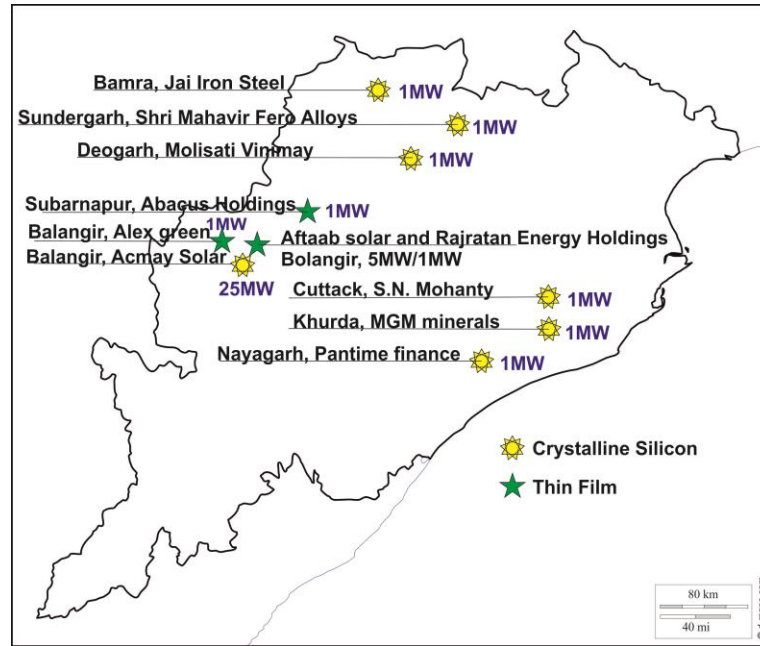 Bamra, Jai Iron Steel
1MW
Sundergarh, Shri Mahavir Fero Alloys
1MW
Deogarh, Molisati Vinmay
1MW
Subarnapur, Abacus Holdings
1MW
1MW
Balangir, Alex green
Aftaab solar and Rajratan Energy Holdings
Bolangir, 5MW/1MW
Balangir, Acmay Solar
25MW
Cuttack, S.N. Mohanty
1MW
Khurda, MGM minerals
1MW
Nayagarh, Pantime finance
1MW
Crystalline Silicon
Thin Film
80 km
40 mi